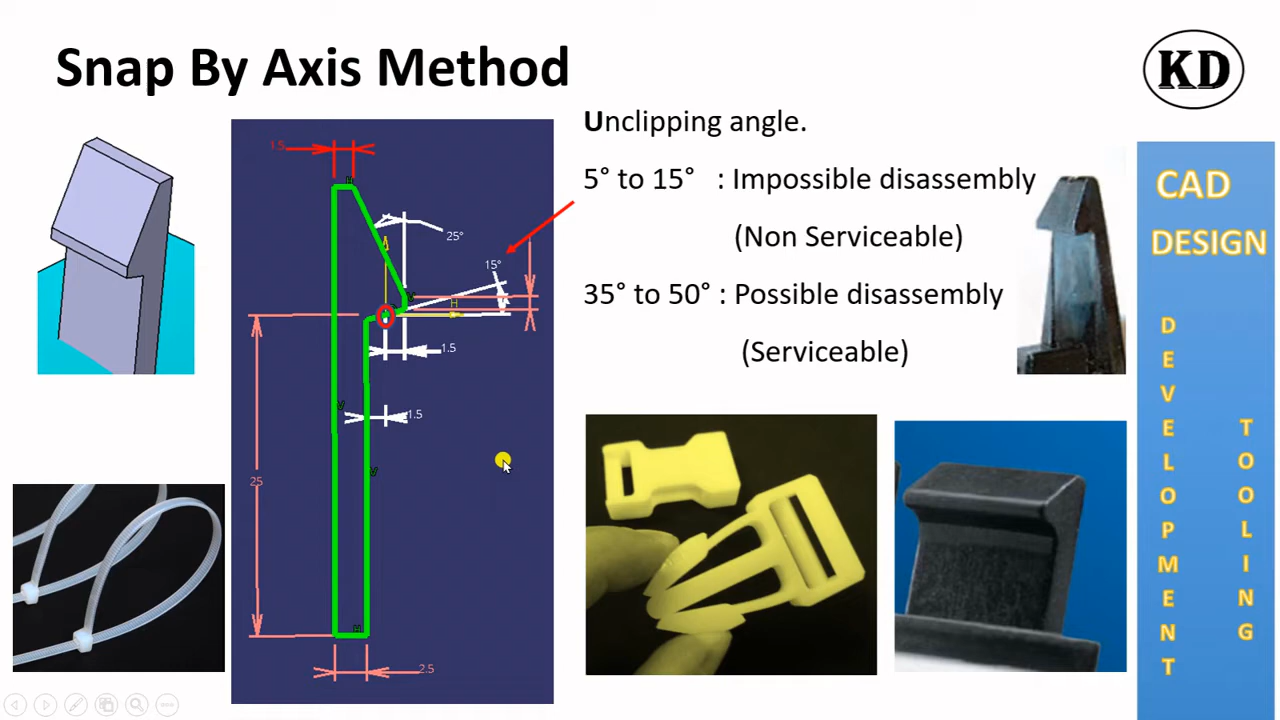 Snap By Axis Method
KD
Unclipping angle.
5° to 15° : Impossible disassembly
(Non Serviceable)
35° to 50° : Possible disassembly
(Serviceable)
1.5
H
25°
15°
H
1.5
1.5
25
H
2.5
CAD
DESIGN
DEVELOPMENT
TOOLING